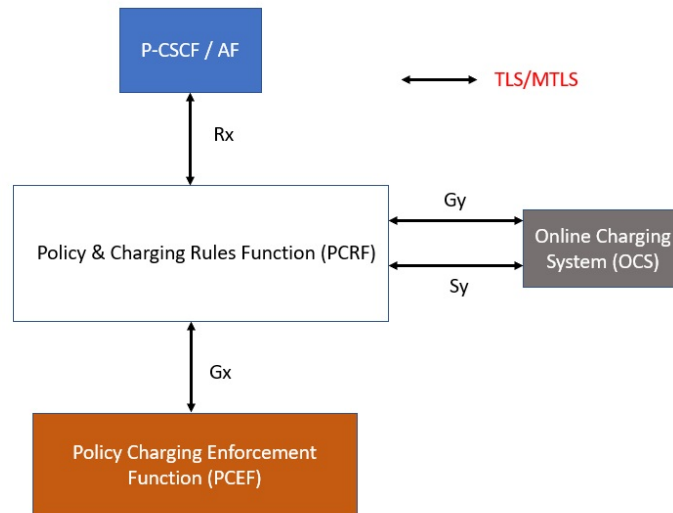 P-CSCF / AF
TLS/MTLS
Rx
Gy
Policy & Charging Rules Function (PCRF)
Online Charging
System (OCS)
Sy
Gx
Policy Charging Enforcement
Function (PCEF)